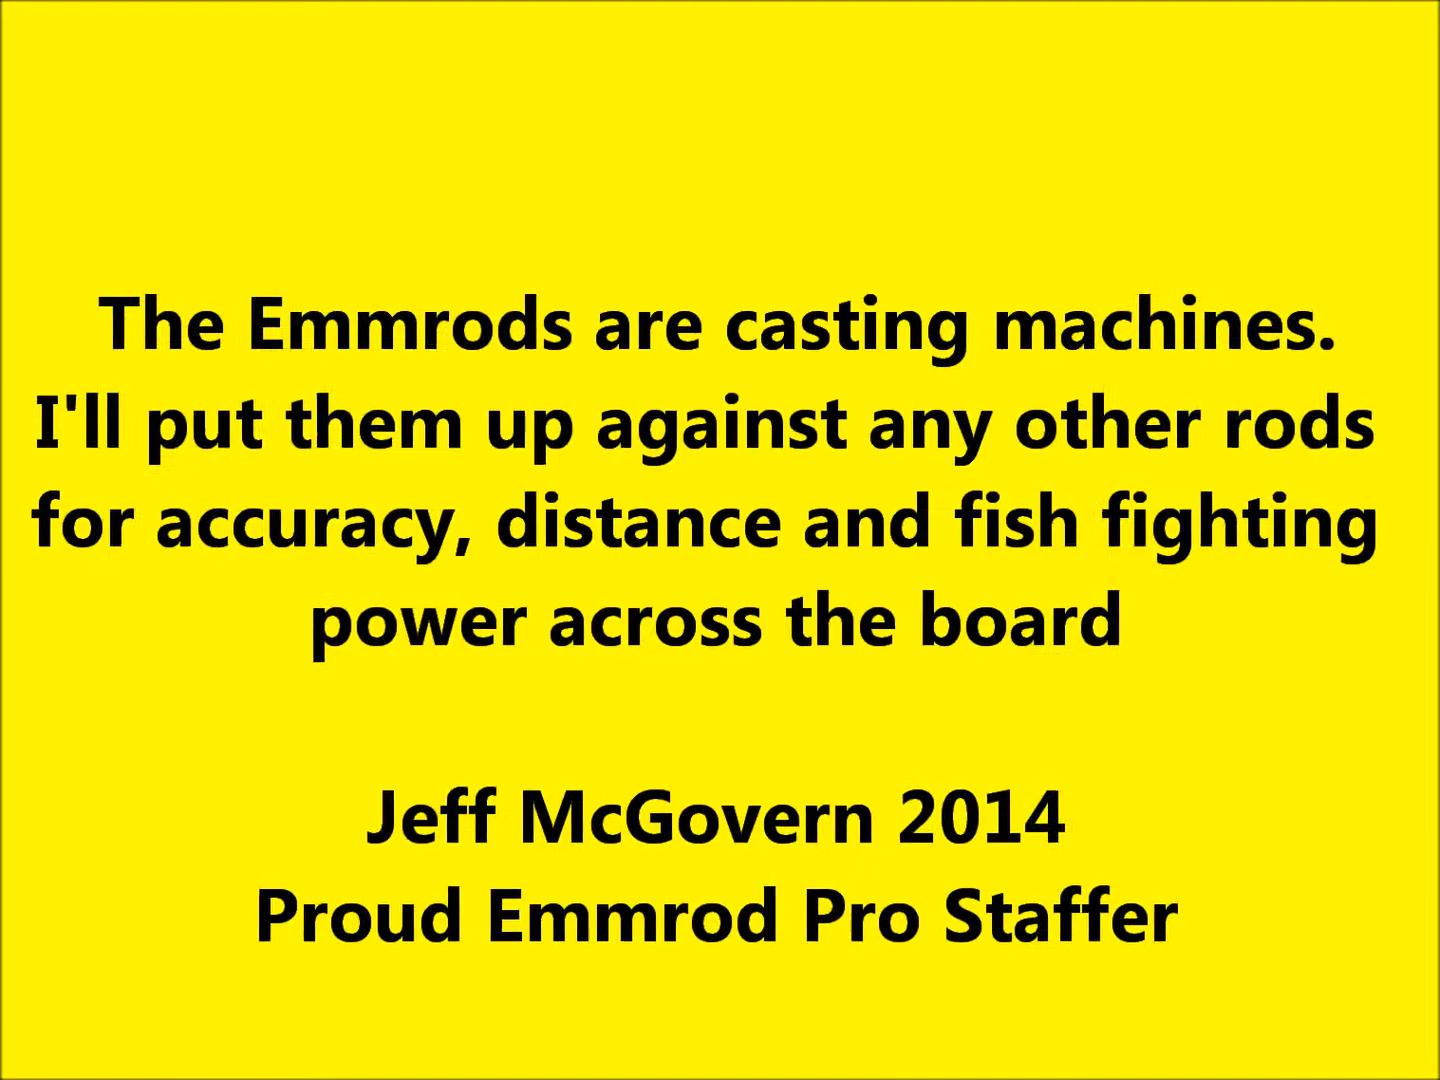 The Emmrods are casting machines.
I'll put them up against any other rods
for accuracy, distance and fish fighting
power across the board
Jeff McGovern 2014
Proud Emmrod Pro Staffer